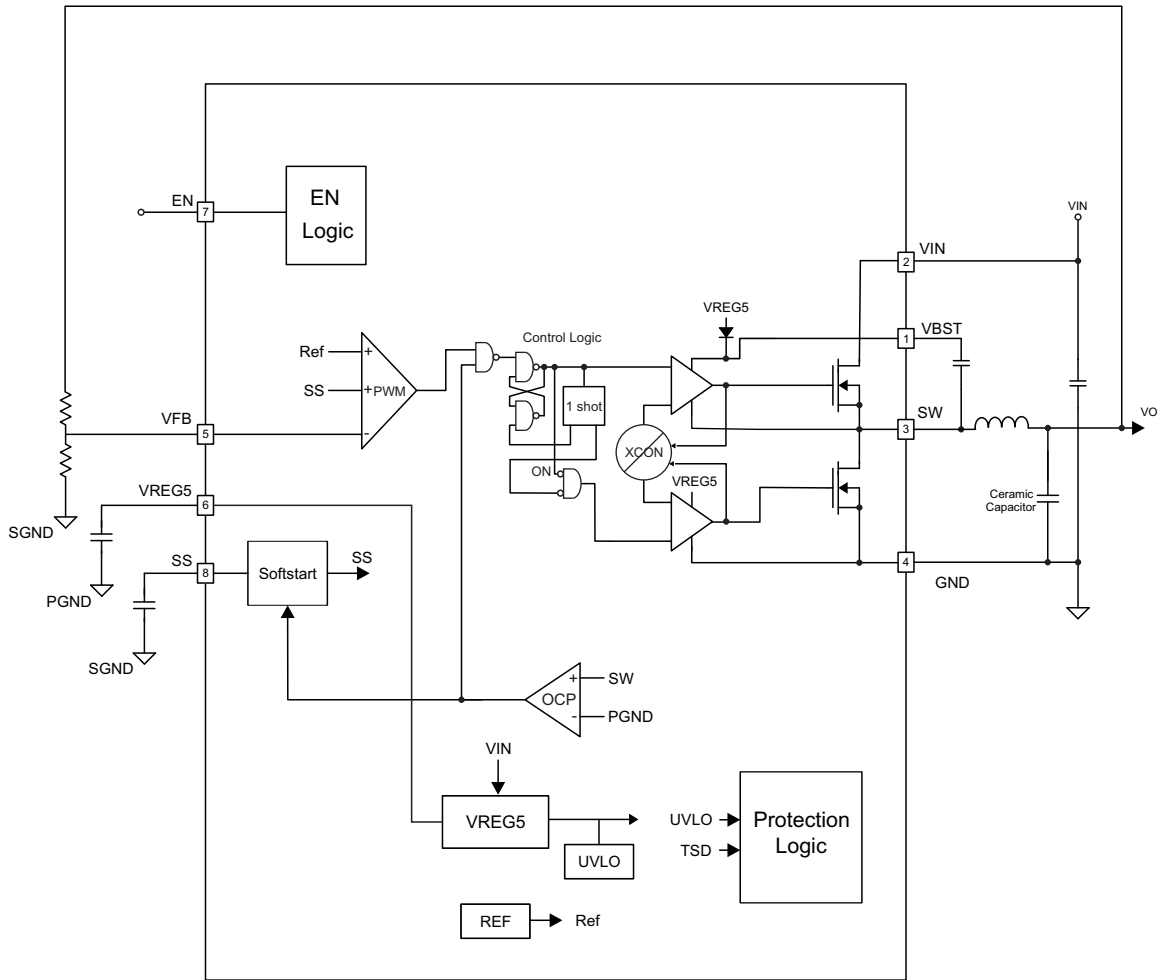 EN
7
EN
Logic
VIN
2
VIN
VREG5
1
VBST
Control Logic
Ref
+
SS
+
PWM
-
1 shot
VFB
5
SW
3
VO
XCON
ON
VREG5
VREG5
6
Ceramic
Capacitor
SGND
SS
8
Softstart
SS
4
GND
PGND
SGND
+
SW
OCP
-
PGND
VIN
VREG5
UVLO
UVLO
TSD
Protection
Logic
REF
Ref